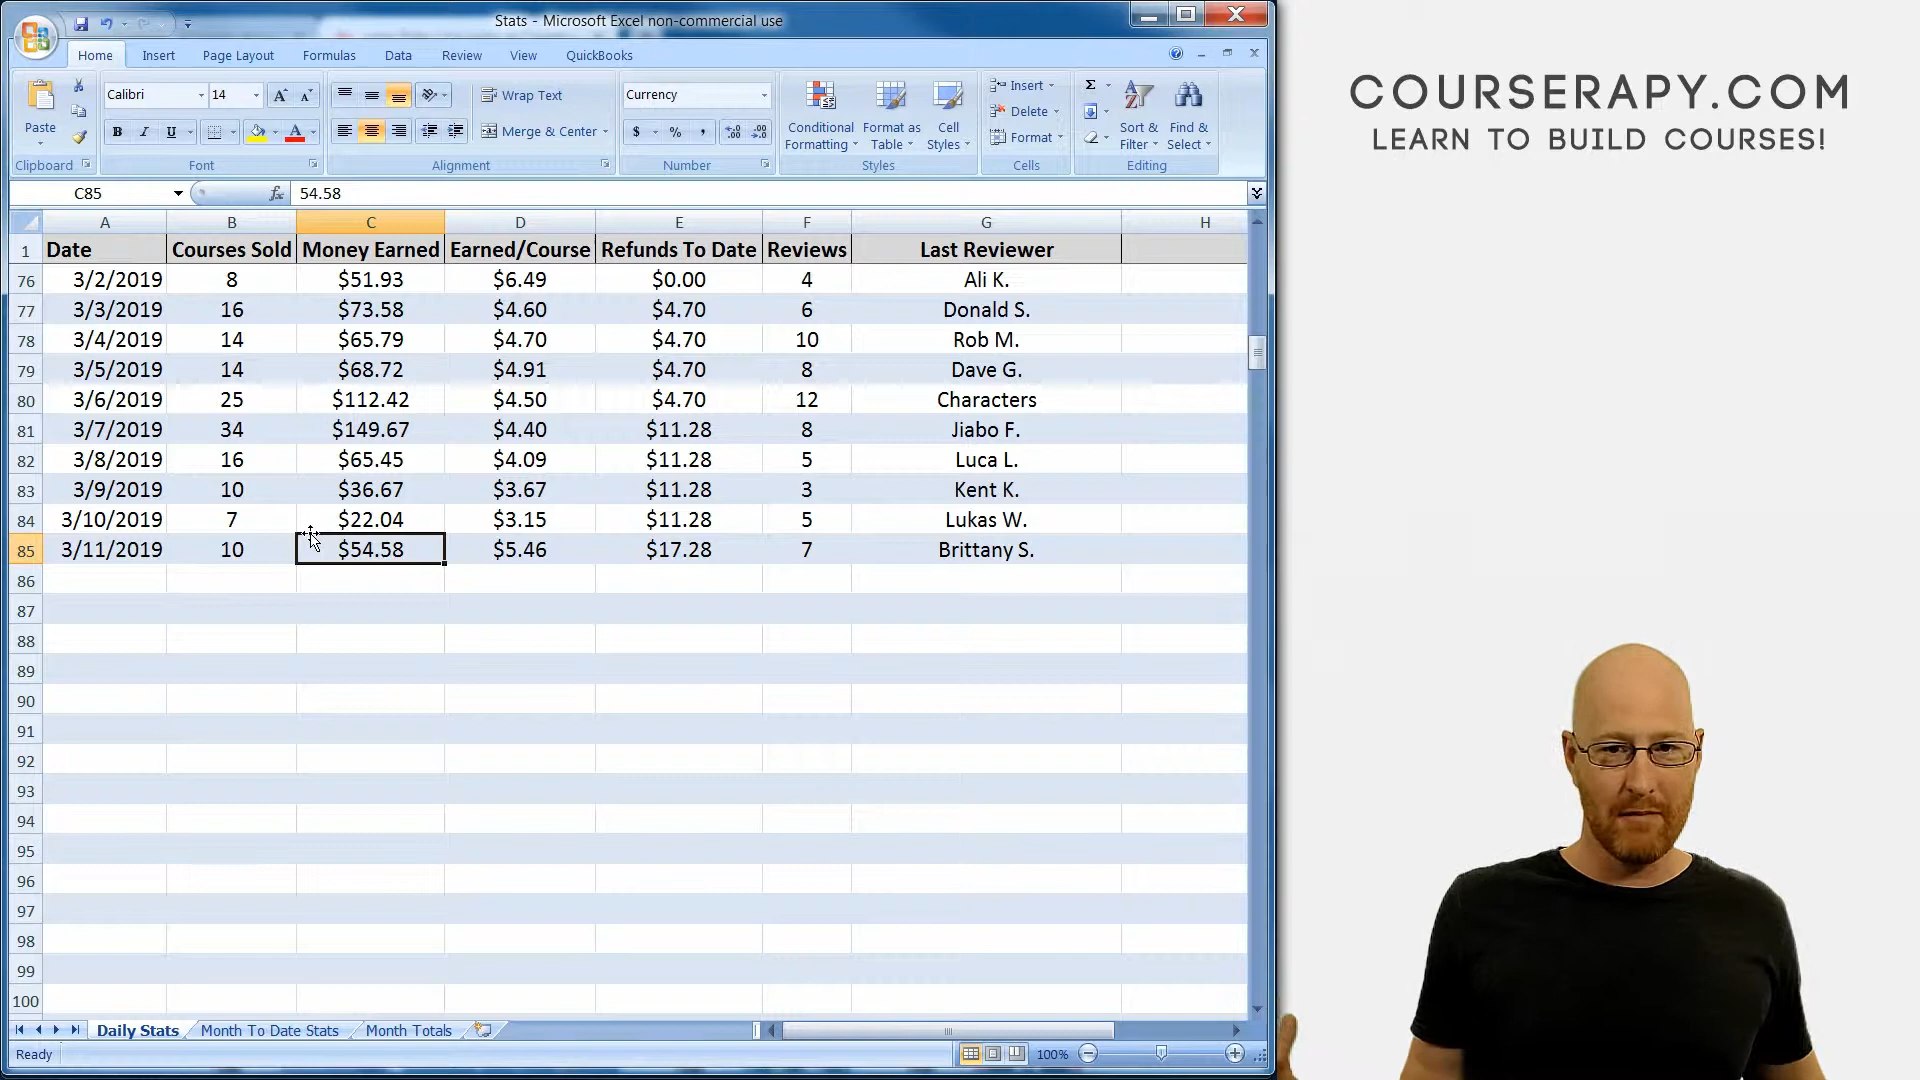 Stats - Microsoft Excel non-commercial use
Home Insert Page Layout Formulas Data Review View QuickBooks
Paste
Clipboard
Calibri 14
Font
Wrap Text
Merge & Center
Alignment
Currency
Number
Conditional Formatting
Format as Table
Cell Styles
Styles
Insert
Delete
Format
Cells
Sort & Filter
Find & Select
Editing
C85 fx 54.58
A B C D E F G H
1 Date Courses Sold Money Earned Earned/Course Refunds To Date Reviews Last Reviewer
76 3/2/2019 8 $51.93 $6.49 $0.00 4 Ali K.
77 3/3/2019 16 $73.58 $4.60 $4.70 6 Donald S.
78 3/4/2019 14 $65.79 $4.70 $4.70 10 Rob M.
79 3/5/2019 14 $68.72 $4.91 $4.70 8 Dave G.
80 3/6/2019 25 $112.42 $4.50 $4.70 12 Characters
81 3/7/2019 34 $149.67 $4.40 $11.28 8 Jiabo F.
82 3/8/2019 16 $65.45 $4.09 $11.28 5 Luca L.
83 3/9/2019 10 $36.67 $3.67 $11.28 3 Kent K.
84 3/10/2019 7 $22.04 $3.15 $11.28 5 Lukas W.
85 3/11/2019 10 $54.58 $5.46 $17.28 7 Brittany S.
86
87
88
89
90
91
92
93
94
95
96
97
98
99
100
Daily Stats Month To Date Stats Month Totals
Ready 100%
COURSERAPY.COM
LEARN TO BUILD COURSES!